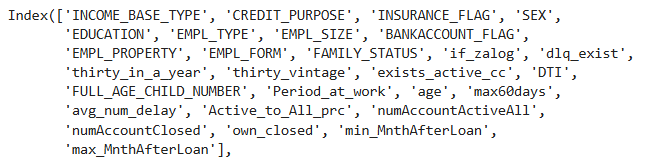 Index(['INCOME_BASE_TYPE', 'CREDIT_PURPOSE', 'INSURANCE_FLAG', 'SEX',
'EDUCATION', 'EMPL_TYPE', 'EMPL_SIZE', 'BANKACCOUNT_FLAG',
'EMPL_PROPERTY', 'EMPL_FORM', 'FAMILY_STATUS', 'if_zalog', 'dlq_exist',
'thirty_in_a_year', 'thirty_vintage', 'exists_active_cc', 'DTI',
'FULL_AGE_CHILD_NUMBER', 'Period_at_work', 'age', 'max60days',
'avg_num_delay', 'Active_to_All_prc', 'numAccountActiveAll',
'numAccountClosed', 'own_closed', 'min_MnthAfterLoan',
'max_MnthAfterLoan'],